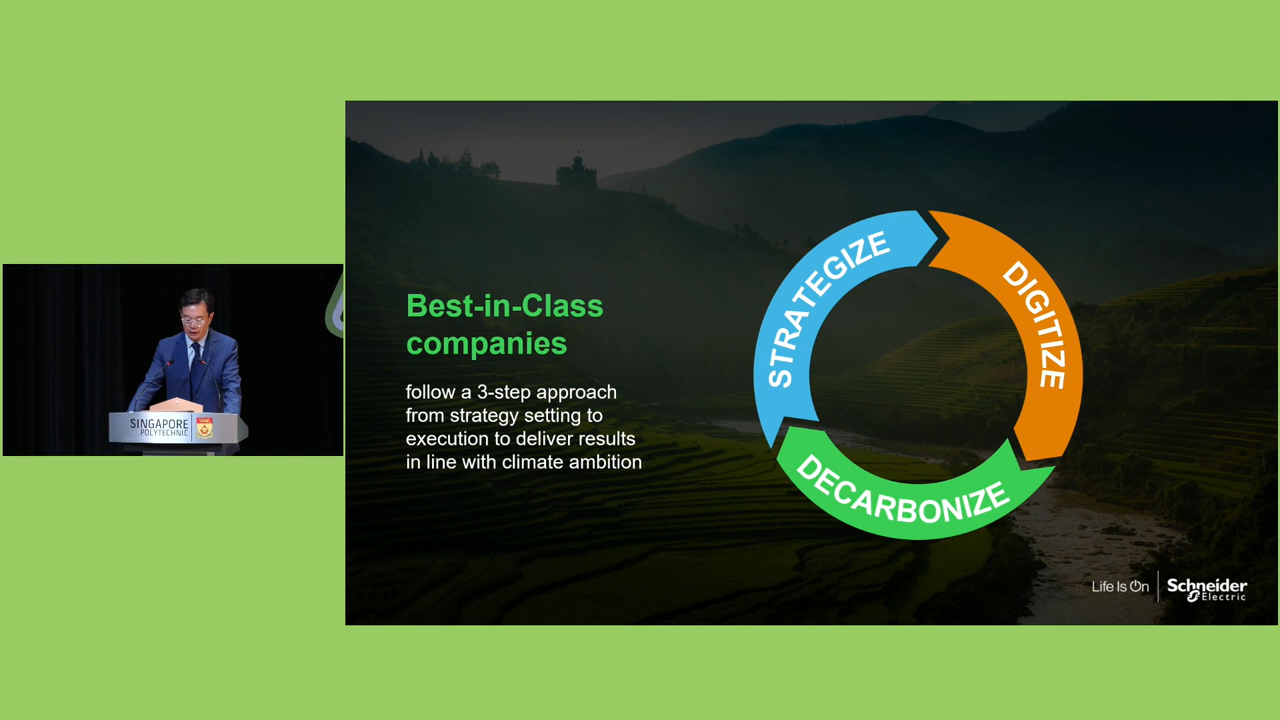 SINGAPORE
POLYTECHNIC
Best-in-Class
companies
follow a 3-step approach
from strategy setting to
execution to deliver results
in line with climate ambition
STRATEGIZE
DIGITIZE
DECARBONIZE
Life Is On
Schneider
Electric